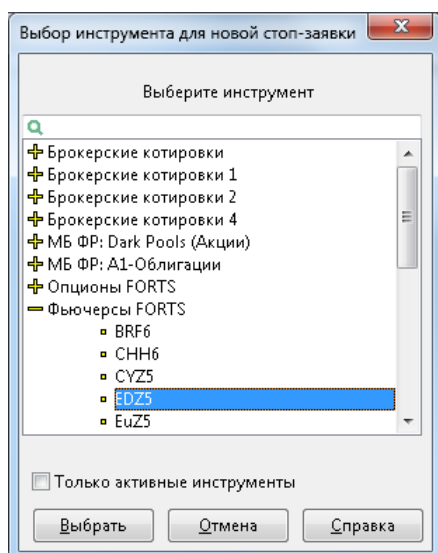 Выбор инструмента для новой стоп-заявки
Выберите инструмент
Брокерские котировки
Брокерские котировки 1
Брокерские котировки 2
Брокерские котировки 4
МБ ФР: Dark Pools (Акции)
МБ ФР: А1-Облигации
Опционы FORTS
Фьючерсы FORTS
BRF6
CHH6
CYZ5
EDZ5
EuZ5
Только активные инструменты
Выбрать Отмена Справка